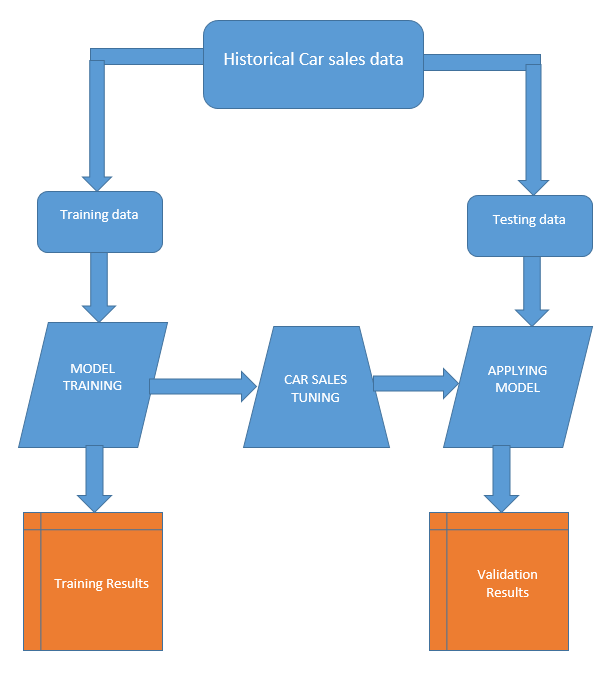 Historical Car sales data
Training data
Testing data
MODEL
TRAINING
CAR SALES
TUNING
APPLYING
MODEL
Training Results
Validation
Results